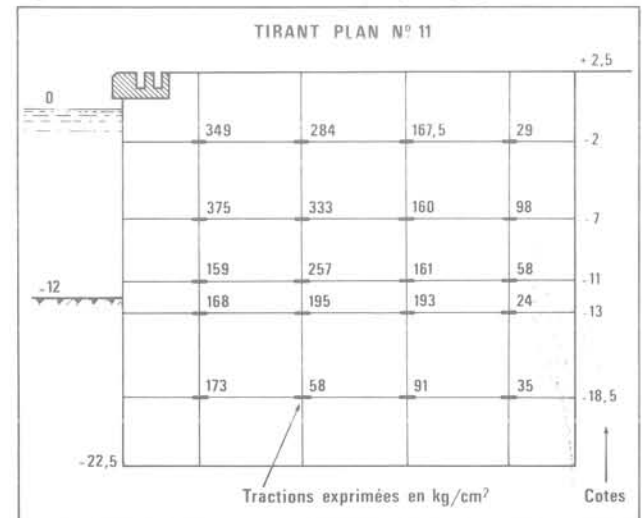 TIRANT PLAN Nº 11
+ 2,5
0
349 284 167,5 29
-2
375 333 160 98
-7
159 257 161 58
-11
-12
168 195 193 24
-13
173 58 91 35
-18,5
-22,5
Tractions exprimées en kg/cm²
Cotes